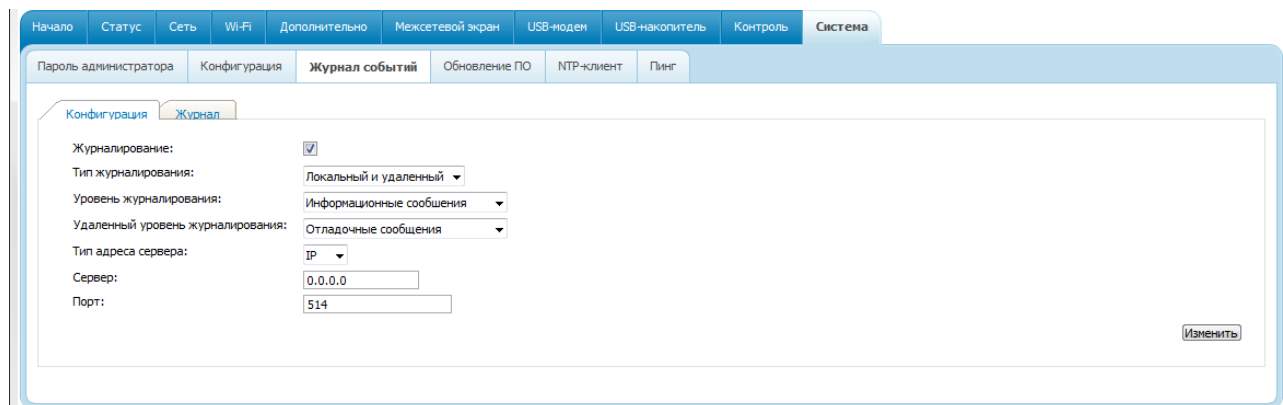 Начало Статус Сеть Wi-Fi Дополнительно Межсетевой экран USB-модем USB-накопитель Контроль Система
Пароль администратора Конфигурация Журнал событий Обновление ПО NTP-клиент Пинг
Конфигурация Журнал
Журналирование:
Тип журналирования: Локальный и удаленный
Уровень журналирования: Информационные сообщения
Удаленный уровень журналирования: Отладочные сообщения
Тип адреса сервера: IP
Сервер: 0.0.0.0
Порт: 514
Изменить